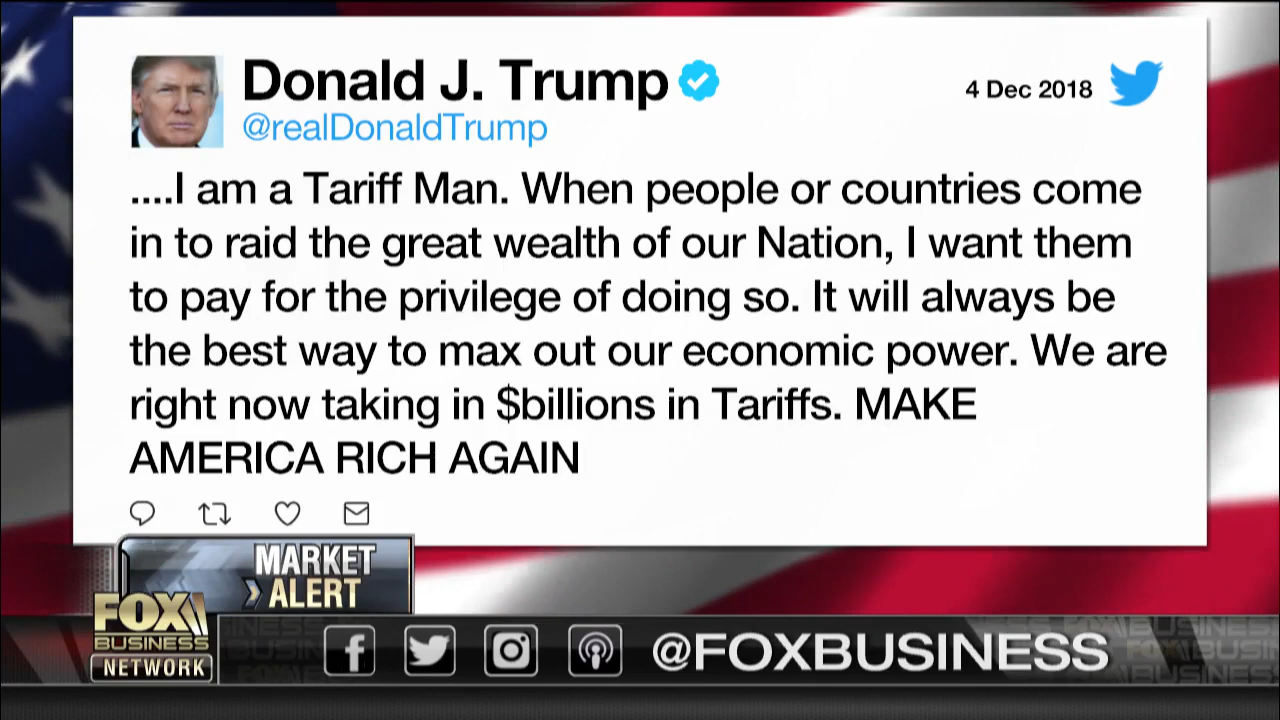 Donald J. Trump
4 Dec 2018
@realDonaldTrump
....I am a Tariff Man. When people or countries come
in to raid the great wealth of our Nation, I want them
to pay for the privilege of doing so. It will always be
the best way to max out our economic power. We are
right now taking in $billions in Tariffs. MAKE
AMERICA RICH AGAIN
MARKET
ALERT
FOX
BUSINESS
NETWORK
@FOXBUSINESS